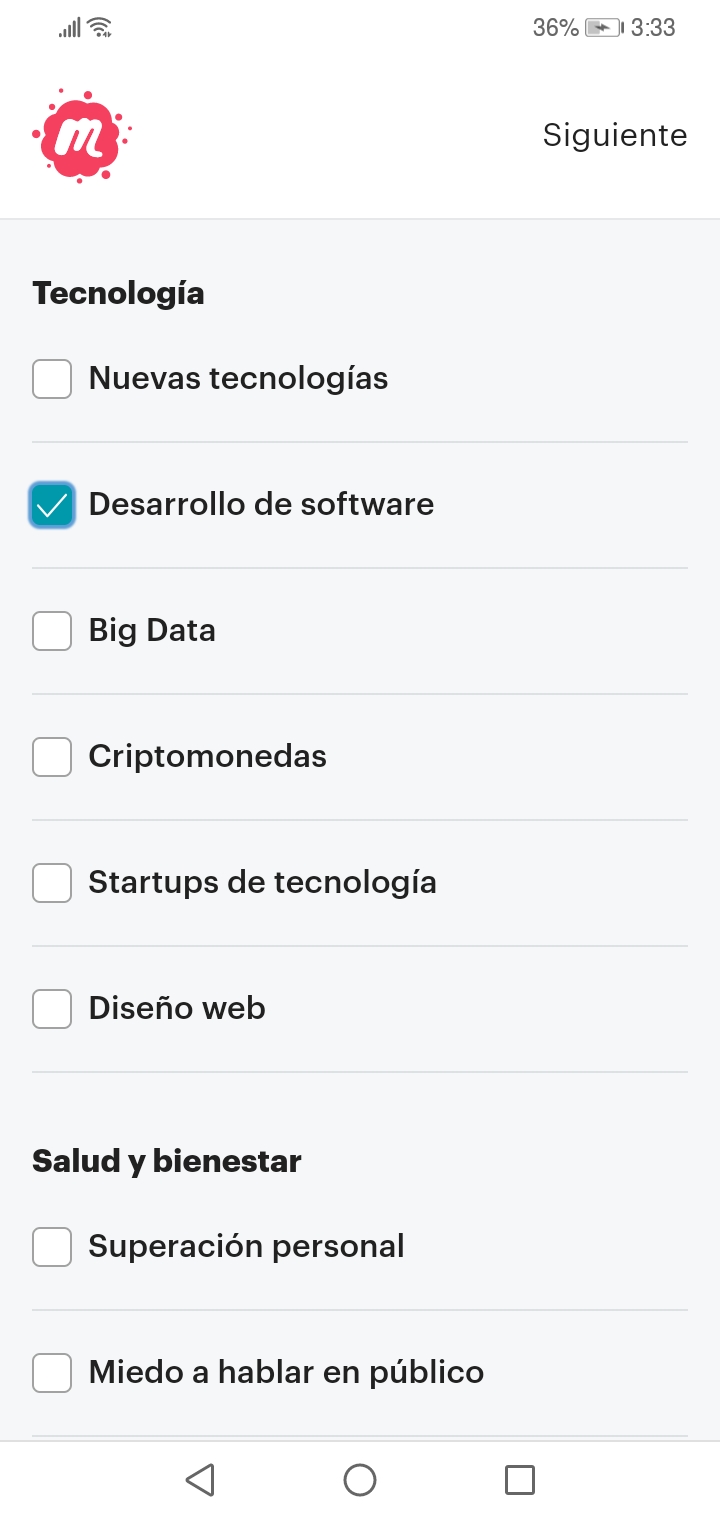 36% 3:33
m
Siguiente
Tecnología
Nuevas tecnologías
Desarrollo de software
Big Data
Criptomonedas
Startups de tecnología
Diseño web
Salud y bienestar
Superación personal
Miedo a hablar en público